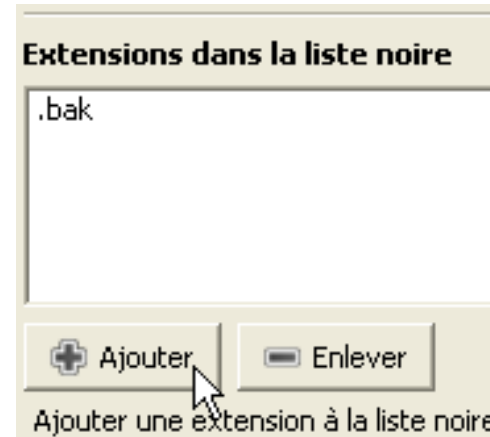 Extensions dans la liste noire
.bak
Ajouter Enlever
Ajouter une extension à la liste noire